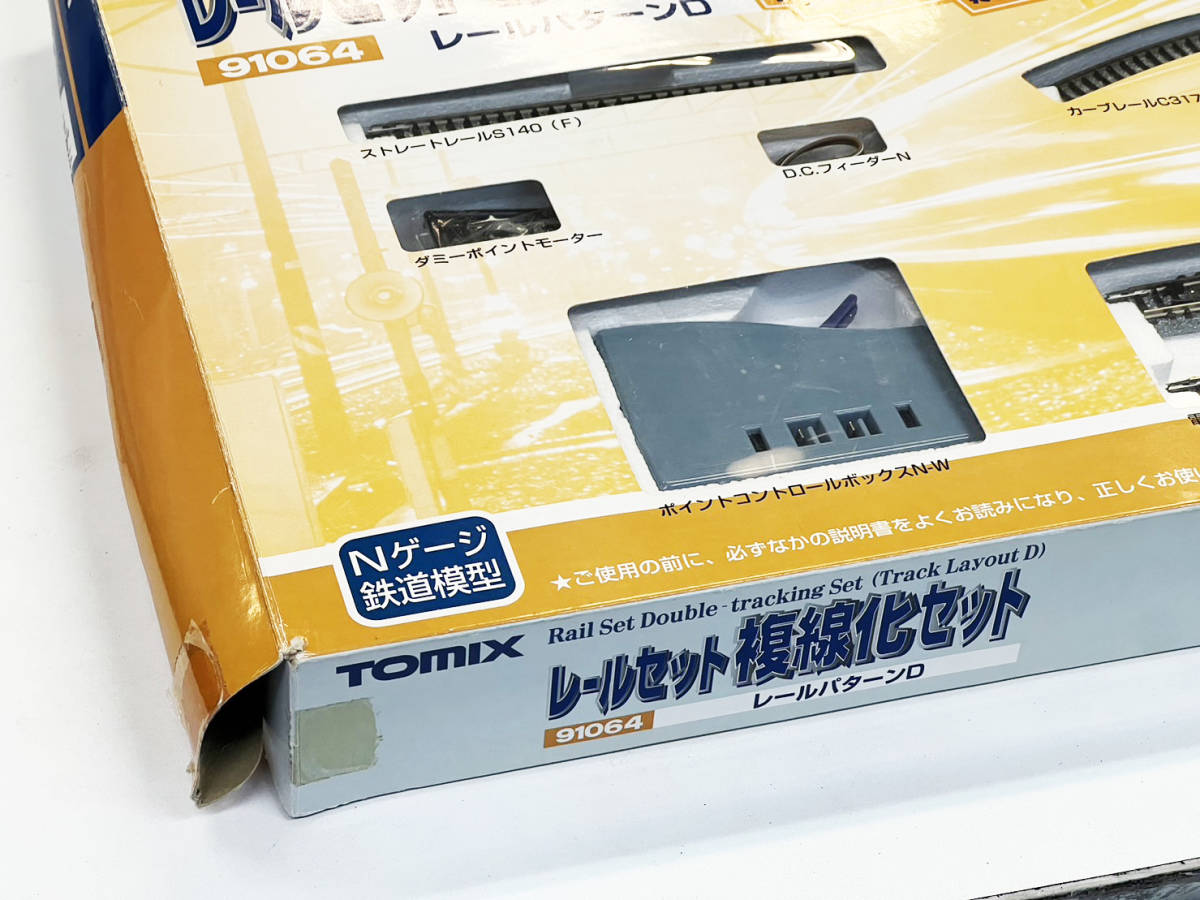 レールセット
レールパターンD
91064
ストレートレールS140(F)
カーブレールC317
D.C.フィーダーN
ダミーポイントモーター
ポイントコントロールボックスN-W
Nゲージ
鉄道模型
★ご使用の前に、必ずなかの説明書をよくお読みになり、正しくお使い
TOMIX
Rail Set Double-tracking Set (Track Layout D)
レールセット 複線化セット
91064
レールパターンD